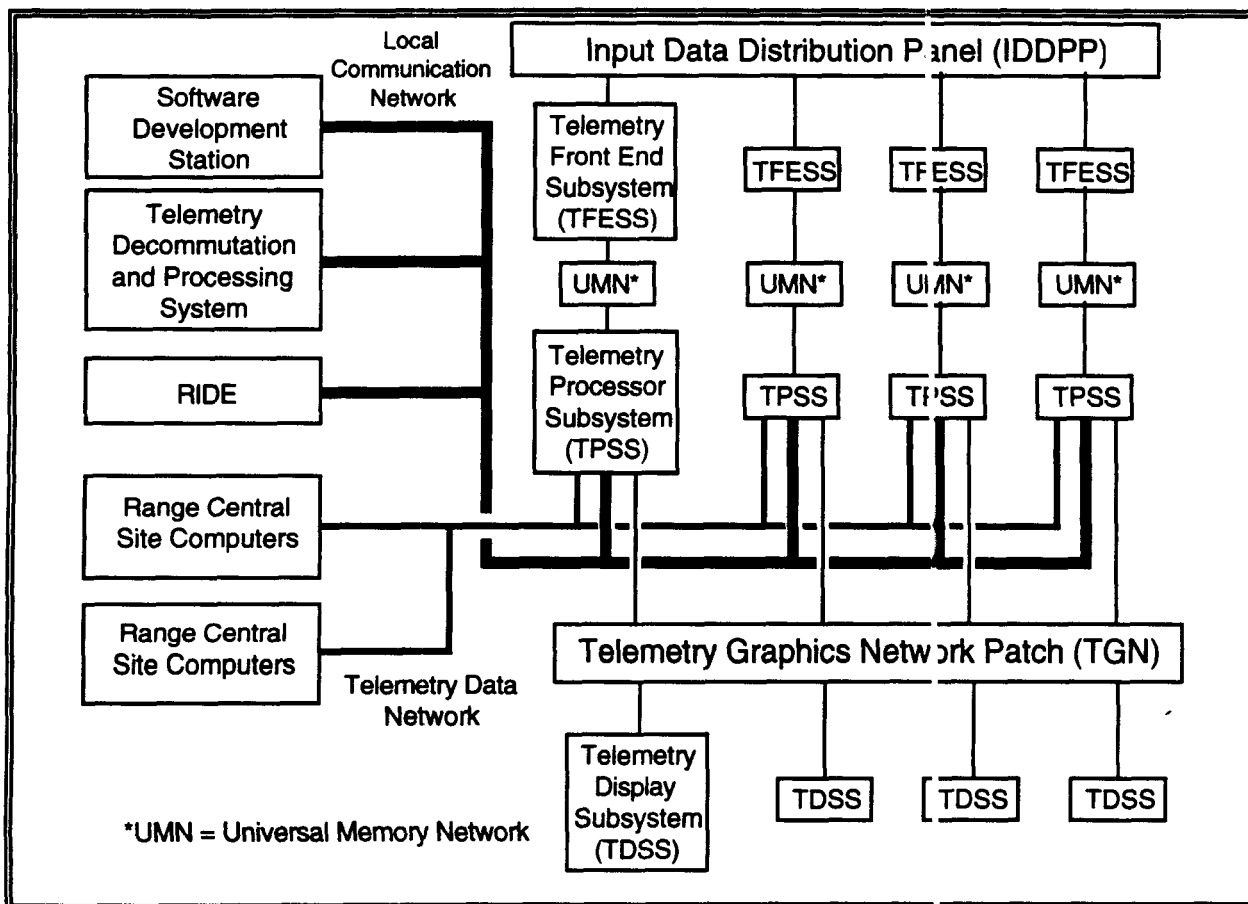 Local
Communication
Network
Input Data Distribution Panel (IDDPP)
Software
Development
Station
Telemetry
Front End
Subsystem
(TFESS)
TFESS
TFESS
TFESS
Telemetry
Decommutation
and Processing
System
UMN*
UMN*
UMN*
UMN*
RIDE
Telemetry
Processor
Subsystem
(TPSS)
TPSS
TPSS
TPSS
Range Central
Site Computers
Range Central
Site Computers
Telemetry Data
Network
Telemetry Graphics Network Patch (TGN)
Telemetry
Display
Subsystem
(TDSS)
TDSS
TDSS
TDSS
*UMN = Universal Memory Network